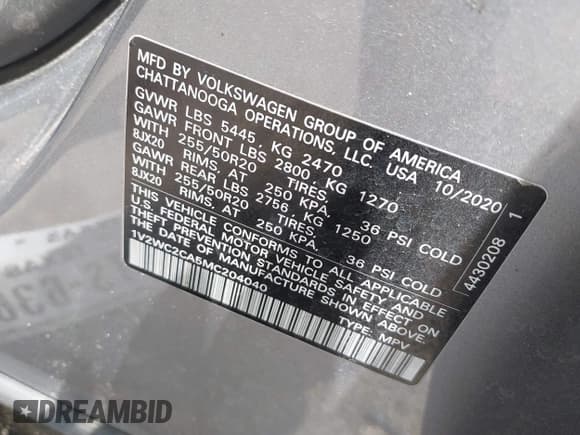 MFD BY VOLKSWAGEN GROUP OF AMERICA
CHATTANOOGA OPERATIONS, LLC. USA 10/2020
GVWR LBS 5445, KG 2470
GAWR FRONT LBS 2800, KG 1270
WITH 255/50R20 TIRES,
8JX20 RIMS, AT 250 KPA. 36 PSI COLD
GAWR REAR LBS 2756, KG 1250
WITH 255/50R20 TIRES,
8JX20 RIMS, AT 250 KPA. 36 PSI COLD
THIS VEHICLE CONFORMS TO ALL APPLICABLE
U.S. FEDERAL MOTOR VEHICLE SAFETY AND
THEFT PREVENTION STANDARDS IN EFFECT ON
THE DATE OF MANUFACTURE SHOWN ABOVE.
1V2WC2CA5MC204040 TYPE: MPV
4430208 1
DREAMBID